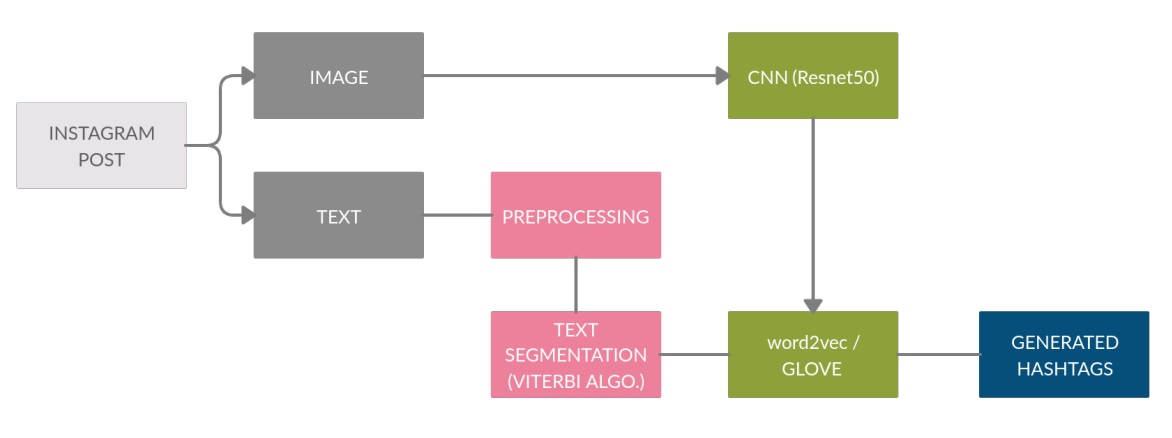 IMAGE
CNN (Resnet50)
INSTAGRAM
POST
TEXT
PREPROCESSING
TEXT
SEGMENTATION
(VITERBI ALGO.)
word2vec /
GLOVE
GENERATED
HASHTAGS